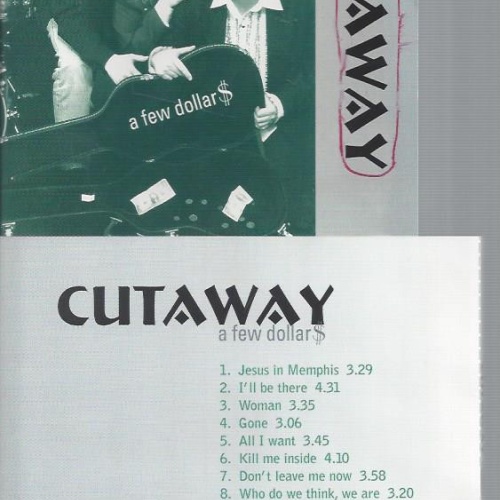 AWAY
a few dollar$
CUTAWAY
a few dollar$
1. Jesus in Memphis 3.29
2. I'll be there 4.31
3. Woman 3.35
4. Gone 3.06
5. All I want 3.45
6. Kill me inside 4.10
7. Don't leave me now 3.58
8. Who do we think, we are 3.20